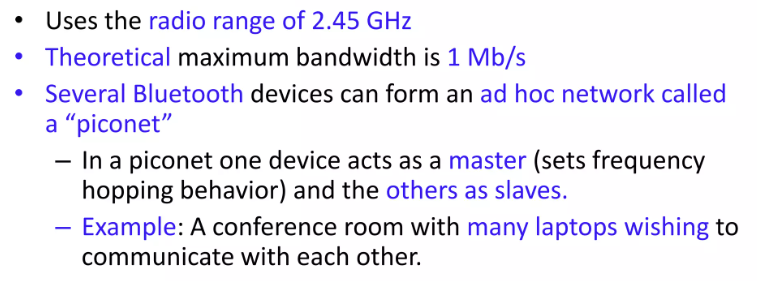 • Uses the radio range of 2.45 GHz
• Theoretical maximum bandwidth is 1 Mb/s
• Several Bluetooth devices can form an ad hoc network called
a “piconet”
– In a piconet one device acts as a master (sets frequency
hopping behavior) and the others as slaves.
– Example: A conference room with many laptops wishing to
communicate with each other.